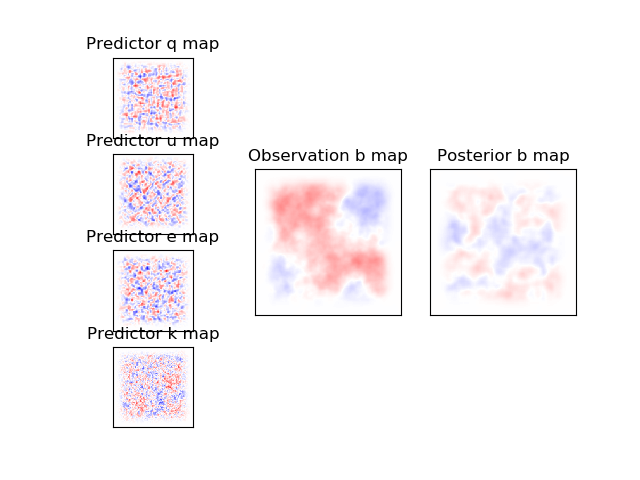 Predictor q map
Predictor u map
Predictor e map
Predictor k map
Observation b map
Posterior b map